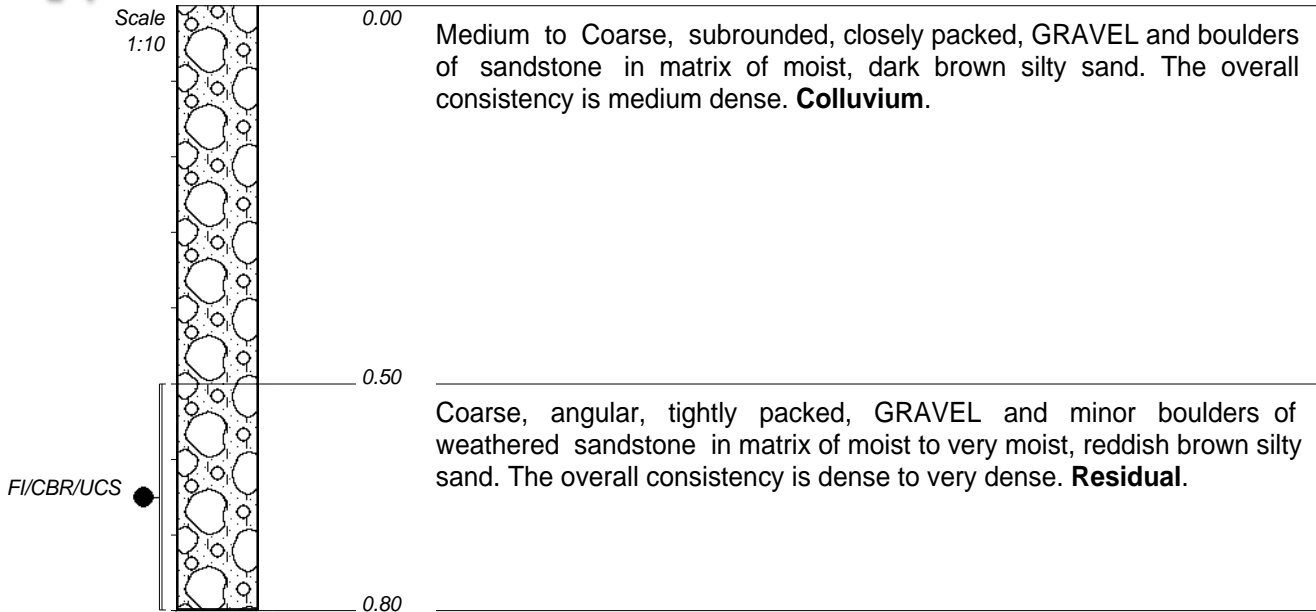 Scale
1:10
0.00
Medium to Coarse, subrounded, closely packed, GRAVEL and boulders
of sandstone in matrix of moist, dark brown silty sand. The overall
consistency is medium dense. Colluvium.
0.50
Coarse, angular, tightly packed, GRAVEL and minor boulders of
weathered sandstone in matrix of moist to very moist, reddish brown silty
sand. The overall consistency is dense to very dense. Residual.
FI/CBR/UCS
0.80